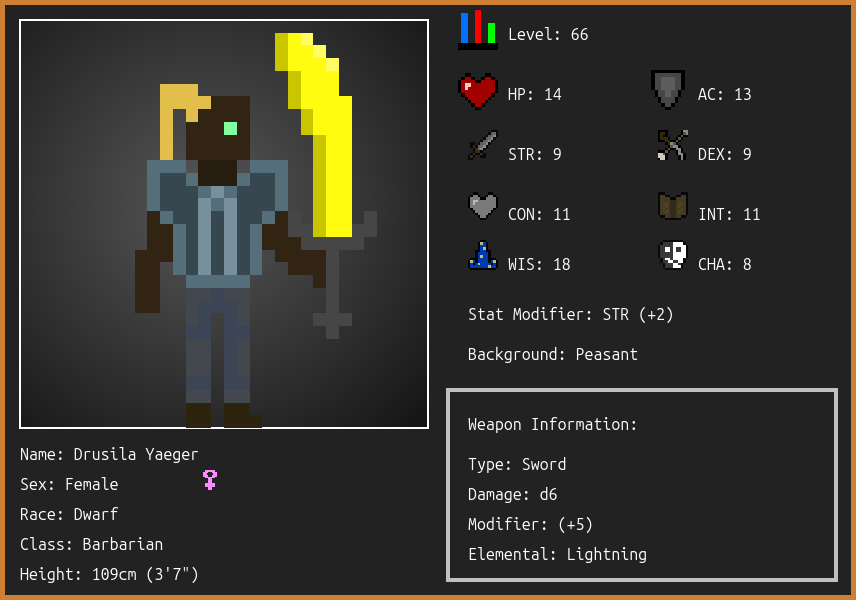 Level: 66
HP: 14
AC: 13
STR: 9
DEX: 9
CON: 11
INT: 11
WIS: 18
CHA: 8
Stat Modifier: STR (+2)
Background: Peasant
Weapon Information:
Type: Sword
Damage: d6
Modifier: (+5)
Elemental: Lightning
Name: Drusila Yaeger
Sex: Female
Race: Dwarf
Class: Barbarian
Height: 109cm (3'7")